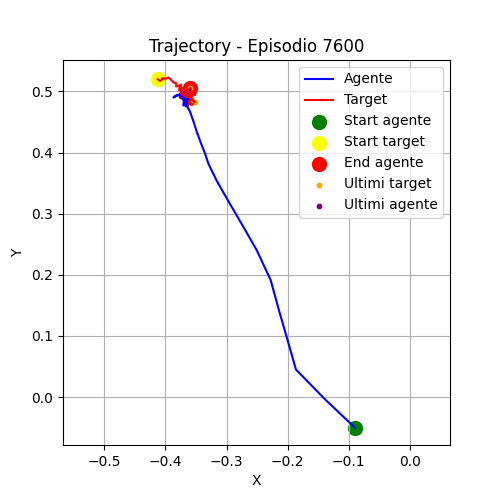 Trajectory - Episodio 7600
Agente
Target
Start agente
Start target
End agente
Ultimi target
Ultimi agente
Y
0.5
0.4
0.3
0.2
0.1
0.0
−0.5
−0.4
−0.3
−0.2
−0.1
0.0
X